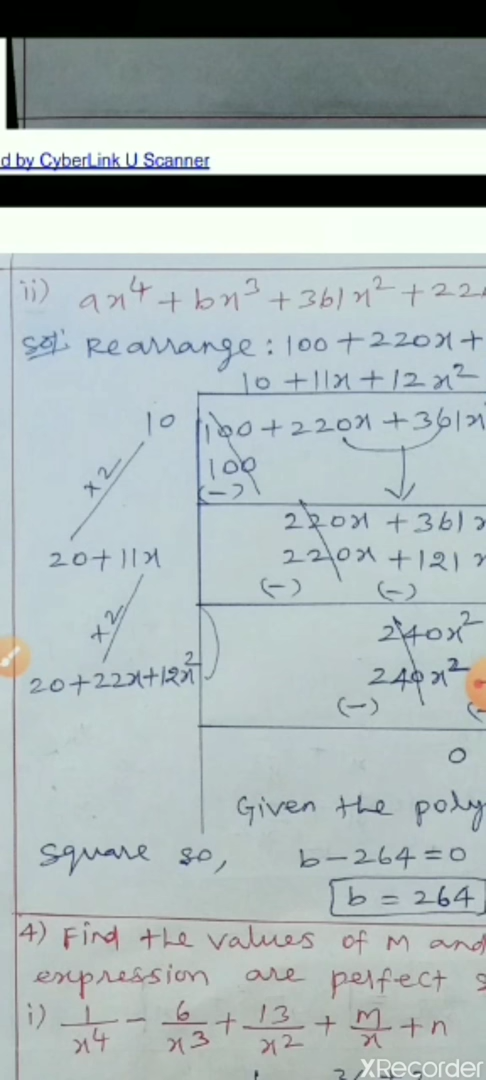 d by CyberLink U Scanner
ii) ax⁴ + bx³ + 361x² + 22
Sol: Rearrange : 100 + 220x +
10 + 11x + 12x²
10 100 + 220x + 361x
100
(-)
×2
220x + 361x
20 + 11x 220x + 121x
(-) (-)
×2
240x²
20 + 22x + 12x² 240x²
(-)
0
Given the poly
square so, b - 264 = 0
b = 264
4) Find the values of m and
expression are perfect s
i) 1/x⁴ - 6/x³ + 13/x² + m/x + n
XRecorder